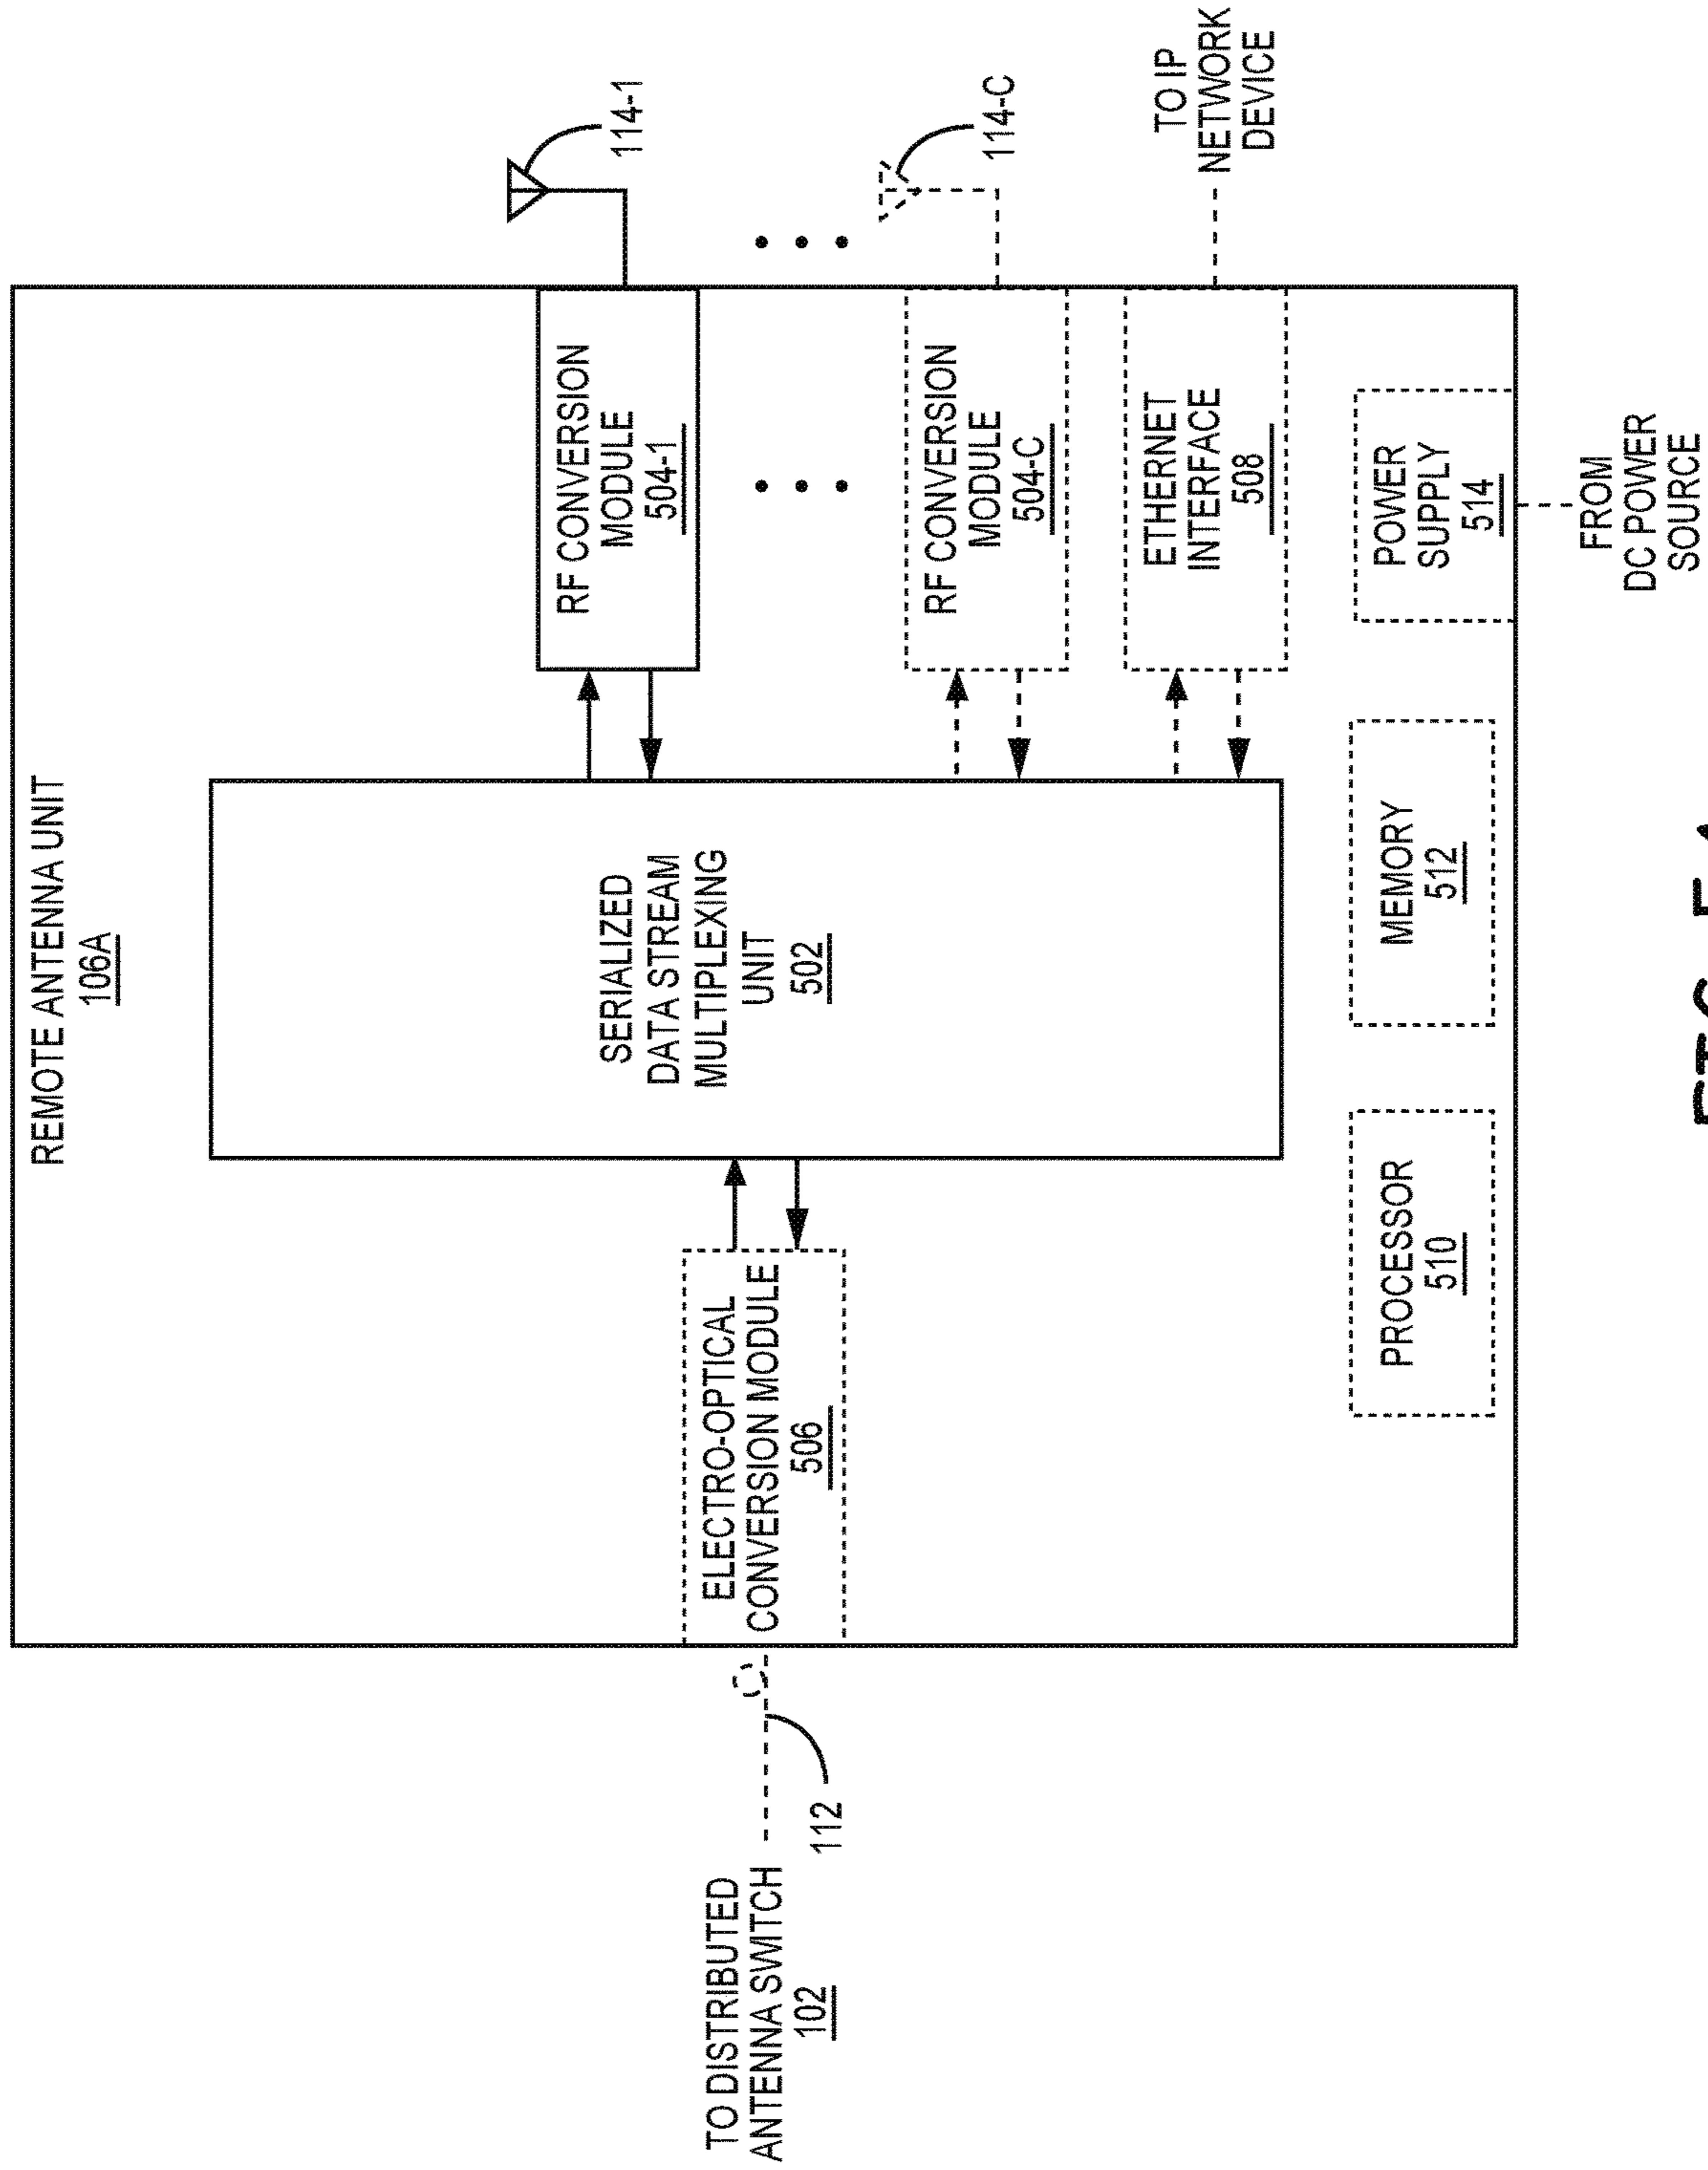 REMOTE ANTENNA UNIT
106A
TO DISTRIBUTED
ANTENNA SWITCH
102
112
ELECTRO-OPTICAL
CONVERSION MODULE
506
SERIALIZED
DATA STREAM
MULTIPLEXING
UNIT
502
RF CONVERSION
MODULE
504-1
114-1
RF CONVERSION
MODULE
504-C
114-C
ETHERNET
INTERFACE
508
TO IP
NETWORK
DEVICE
PROCESSOR
510
MEMORY
512
POWER
SUPPLY
514
FROM
DC POWER
SOURCE